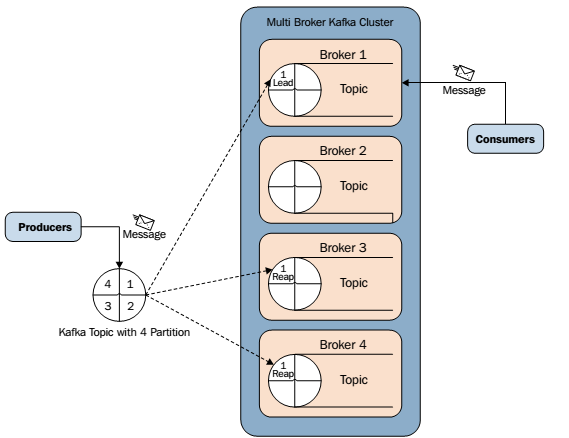 Multi Broker Kafka Cluster
Broker 1
1
Lead
Topic
Message
Consumers
Broker 2
Topic
Producers
Message
Broker 3
1
Reap
Topic
4 1
3 2
Kafka Topic with 4 Partition
Broker 4
1
Reap
Topic